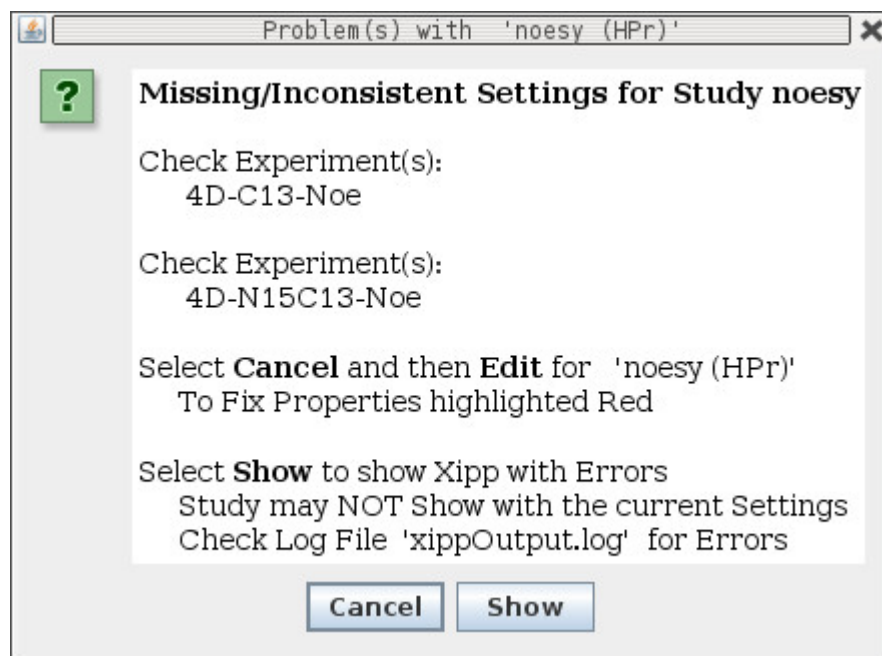 Problem(s) with 'noesy (HPr)'
Missing/Inconsistent Settings for Study noesy
Check Experiment(s):
4D-C13-Noe
Check Experiment(s):
4D-N15C13-Noe
Select Cancel and then Edit for 'noesy (HPr)'
To Fix Properties highlighted Red
Select Show to show Xipp with Errors
Study may NOT Show with the current Settings
Check Log File 'xippOutput.log' for Errors
Cancel Show